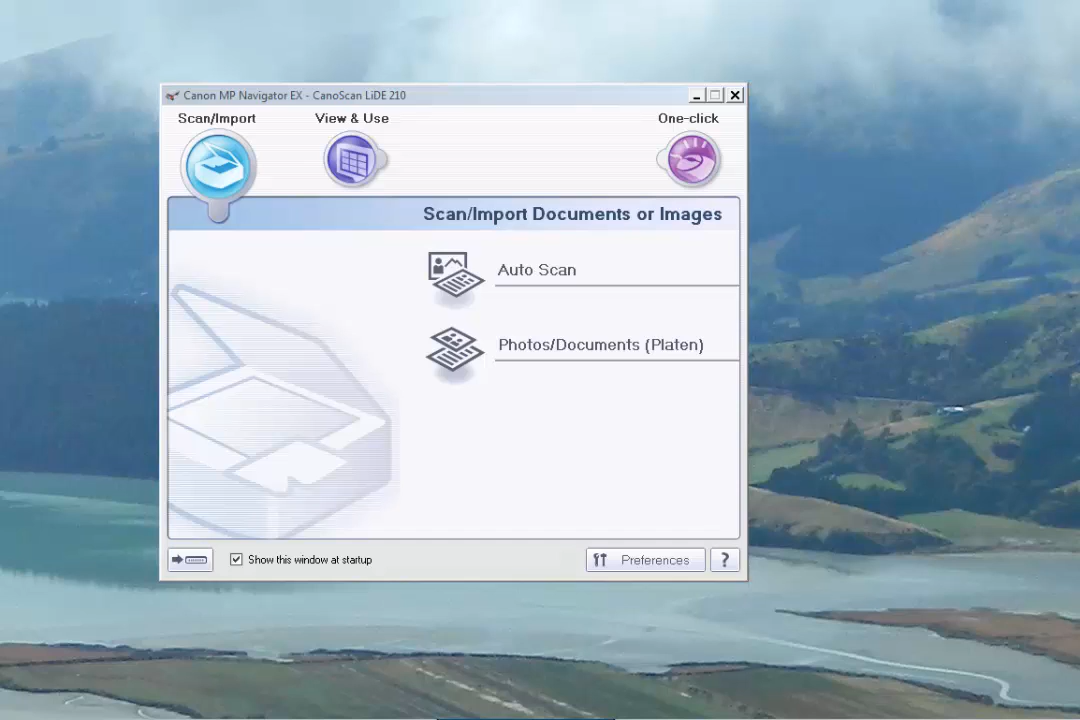 Canon MP Navigator EX - CanoScan LiDE 210
Scan/Import
View & Use
One-click
Scan/Import Documents or Images
Auto Scan
Photos/Documents (Platen)
Show this window at startup
Preferences
?